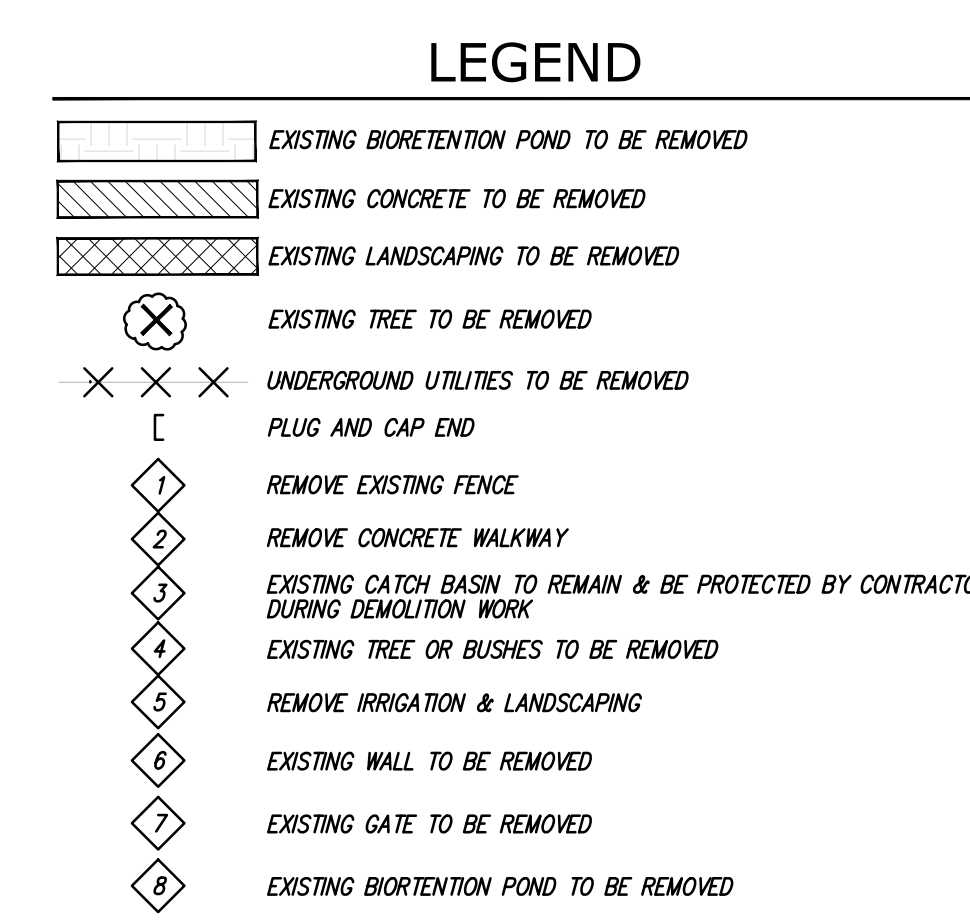 LEGEND
EXISTING BIORETENTION POND TO BE REMOVED
EXISTING CONCRETE TO BE REMOVED
EXISTING LANDSCAPING TO BE REMOVED
EXISTING TREE TO BE REMOVED
UNDERGROUND UTILITIES TO BE REMOVED
PLUG AND CAP END
1 REMOVE EXISTING FENCE
2 REMOVE CONCRETE WALKWAY
3 EXISTING CATCH BASIN TO REMAIN & BE PROTECTED BY
DURING DEMOLITION WORK
4 EXISTING TREE OR BUSHES TO BE REMOVED
5 REMOVE IRRIGATION & LANDSCAPING
6 EXISTING WALL TO BE REMOVED
7 EXISTING GATE TO BE REMOVED
8 EXISTING BIORTENTION POND TO BE REMOVED